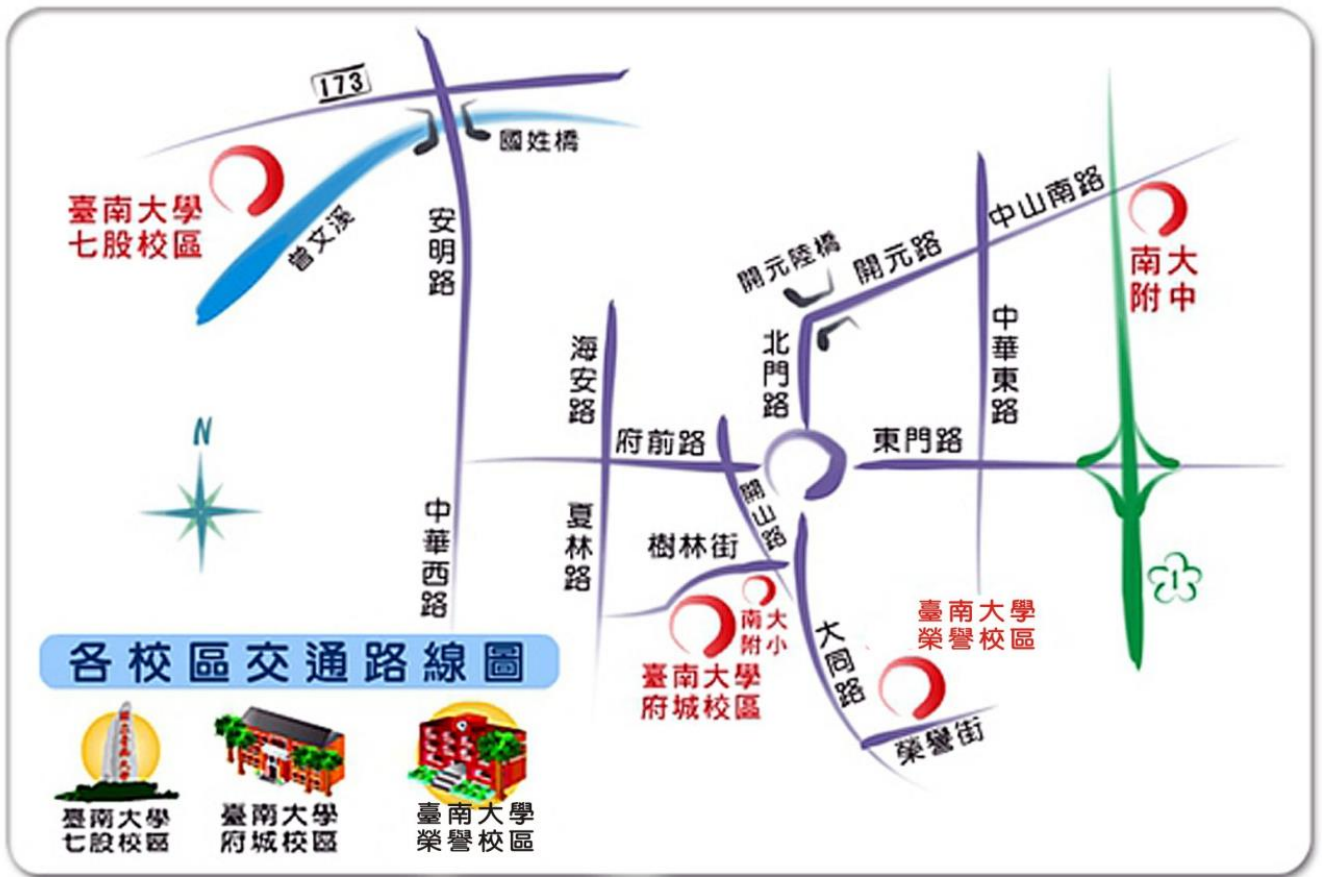 173
國姓橋
臺南大學
七股校區
曾文溪
安明路
中山南路
開元路
開元陸橋
南大
附中
海安路
北門路
中華東路
N
府前路
東門路
開山路
中華西路
夏林路
樹林街
1
南大
附小
臺南大學
府城校區
臺南大學
榮譽校區
大同路
榮譽街
各校區交通路線圖
國立臺南大學
臺南大學
七股校區
臺南大學
府城校區
臺南大學
榮譽校區